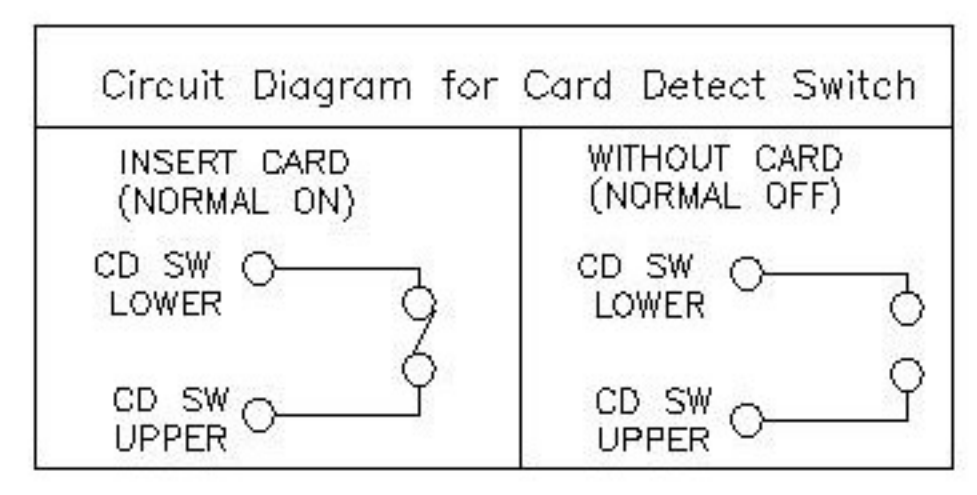 Circuit Diagram for Card Detect Switch
INSERT CARD
(NORMAL ON)
CD SW
LOWER
CD SW
UPPER
WITHOUT CARD
(NORMAL OFF)
CD SW
LOWER
CD SW
UPPER